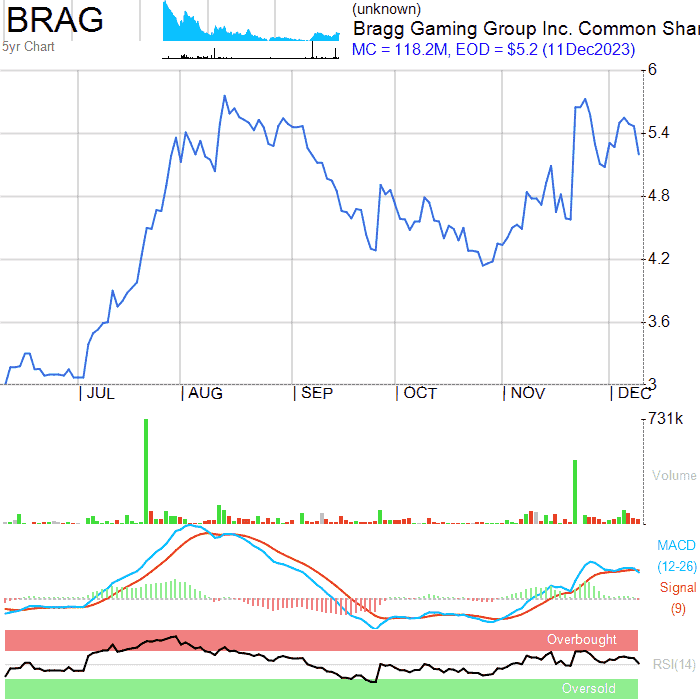 BRAG
5yr Chart
(unknown)
Bragg Gaming Group Inc. Common Shar
MC = 118.2M, EOD = $5.2 (11Dec2023)
6
5.4
4.8
4.2
3.6
3
| JUL | AUG | SEP | OCT | NOV | DEC
731k
Volume
MACD
(12-26)
Signal
(9)
Overbought
RSI(14)
Oversold